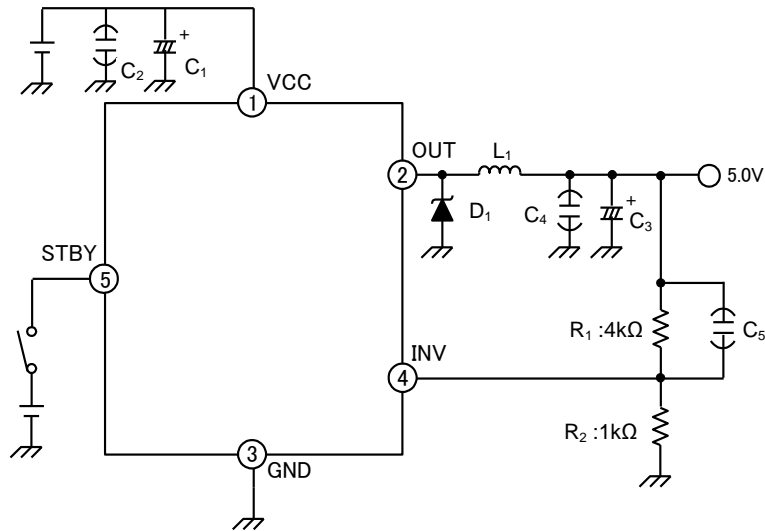 +
C2
C1
VCC
1
OUT
2
L1
5.0V
D1
C4
+
C3
STBY
5
R1 :4kΩ
C5
INV
4
R2 :1kΩ
3
GND